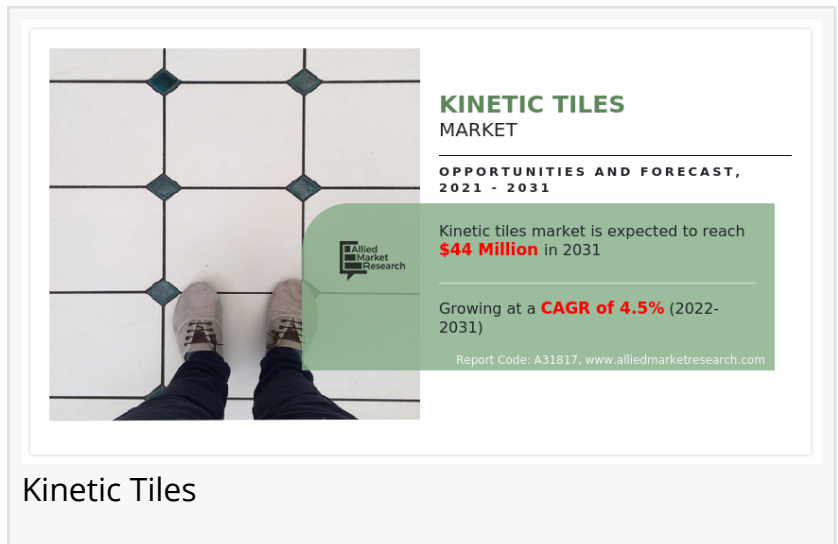 KINETIC TILES
MARKET
OPPORTUNITIES AND FORECAST,
2021 - 2031
Allied
Market
Research
Kinetic tiles market is expected to reach
$44 Million in 2031
Growing at a CAGR of 4.5% (2022-
2031)
Report Code: A31817, www.alliedmarketresearch.com
Kinetic Tiles